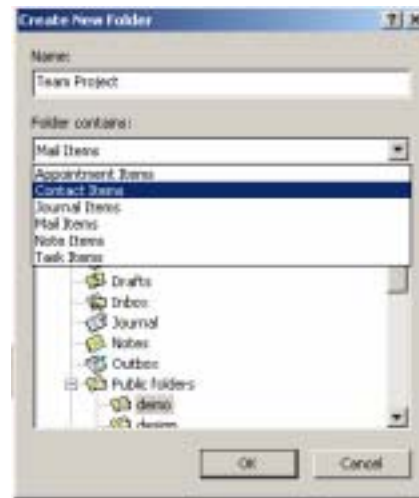 Create New Folder
Name:
Team Project
Folder contains:
Mail Items
Appointment Items
Contact Items
Journal Items
Mail Items
Note Items
Task Items
Drafts
Inbox
Journal
Notes
Outbox
Public folders
demo
design
OK
Cancel